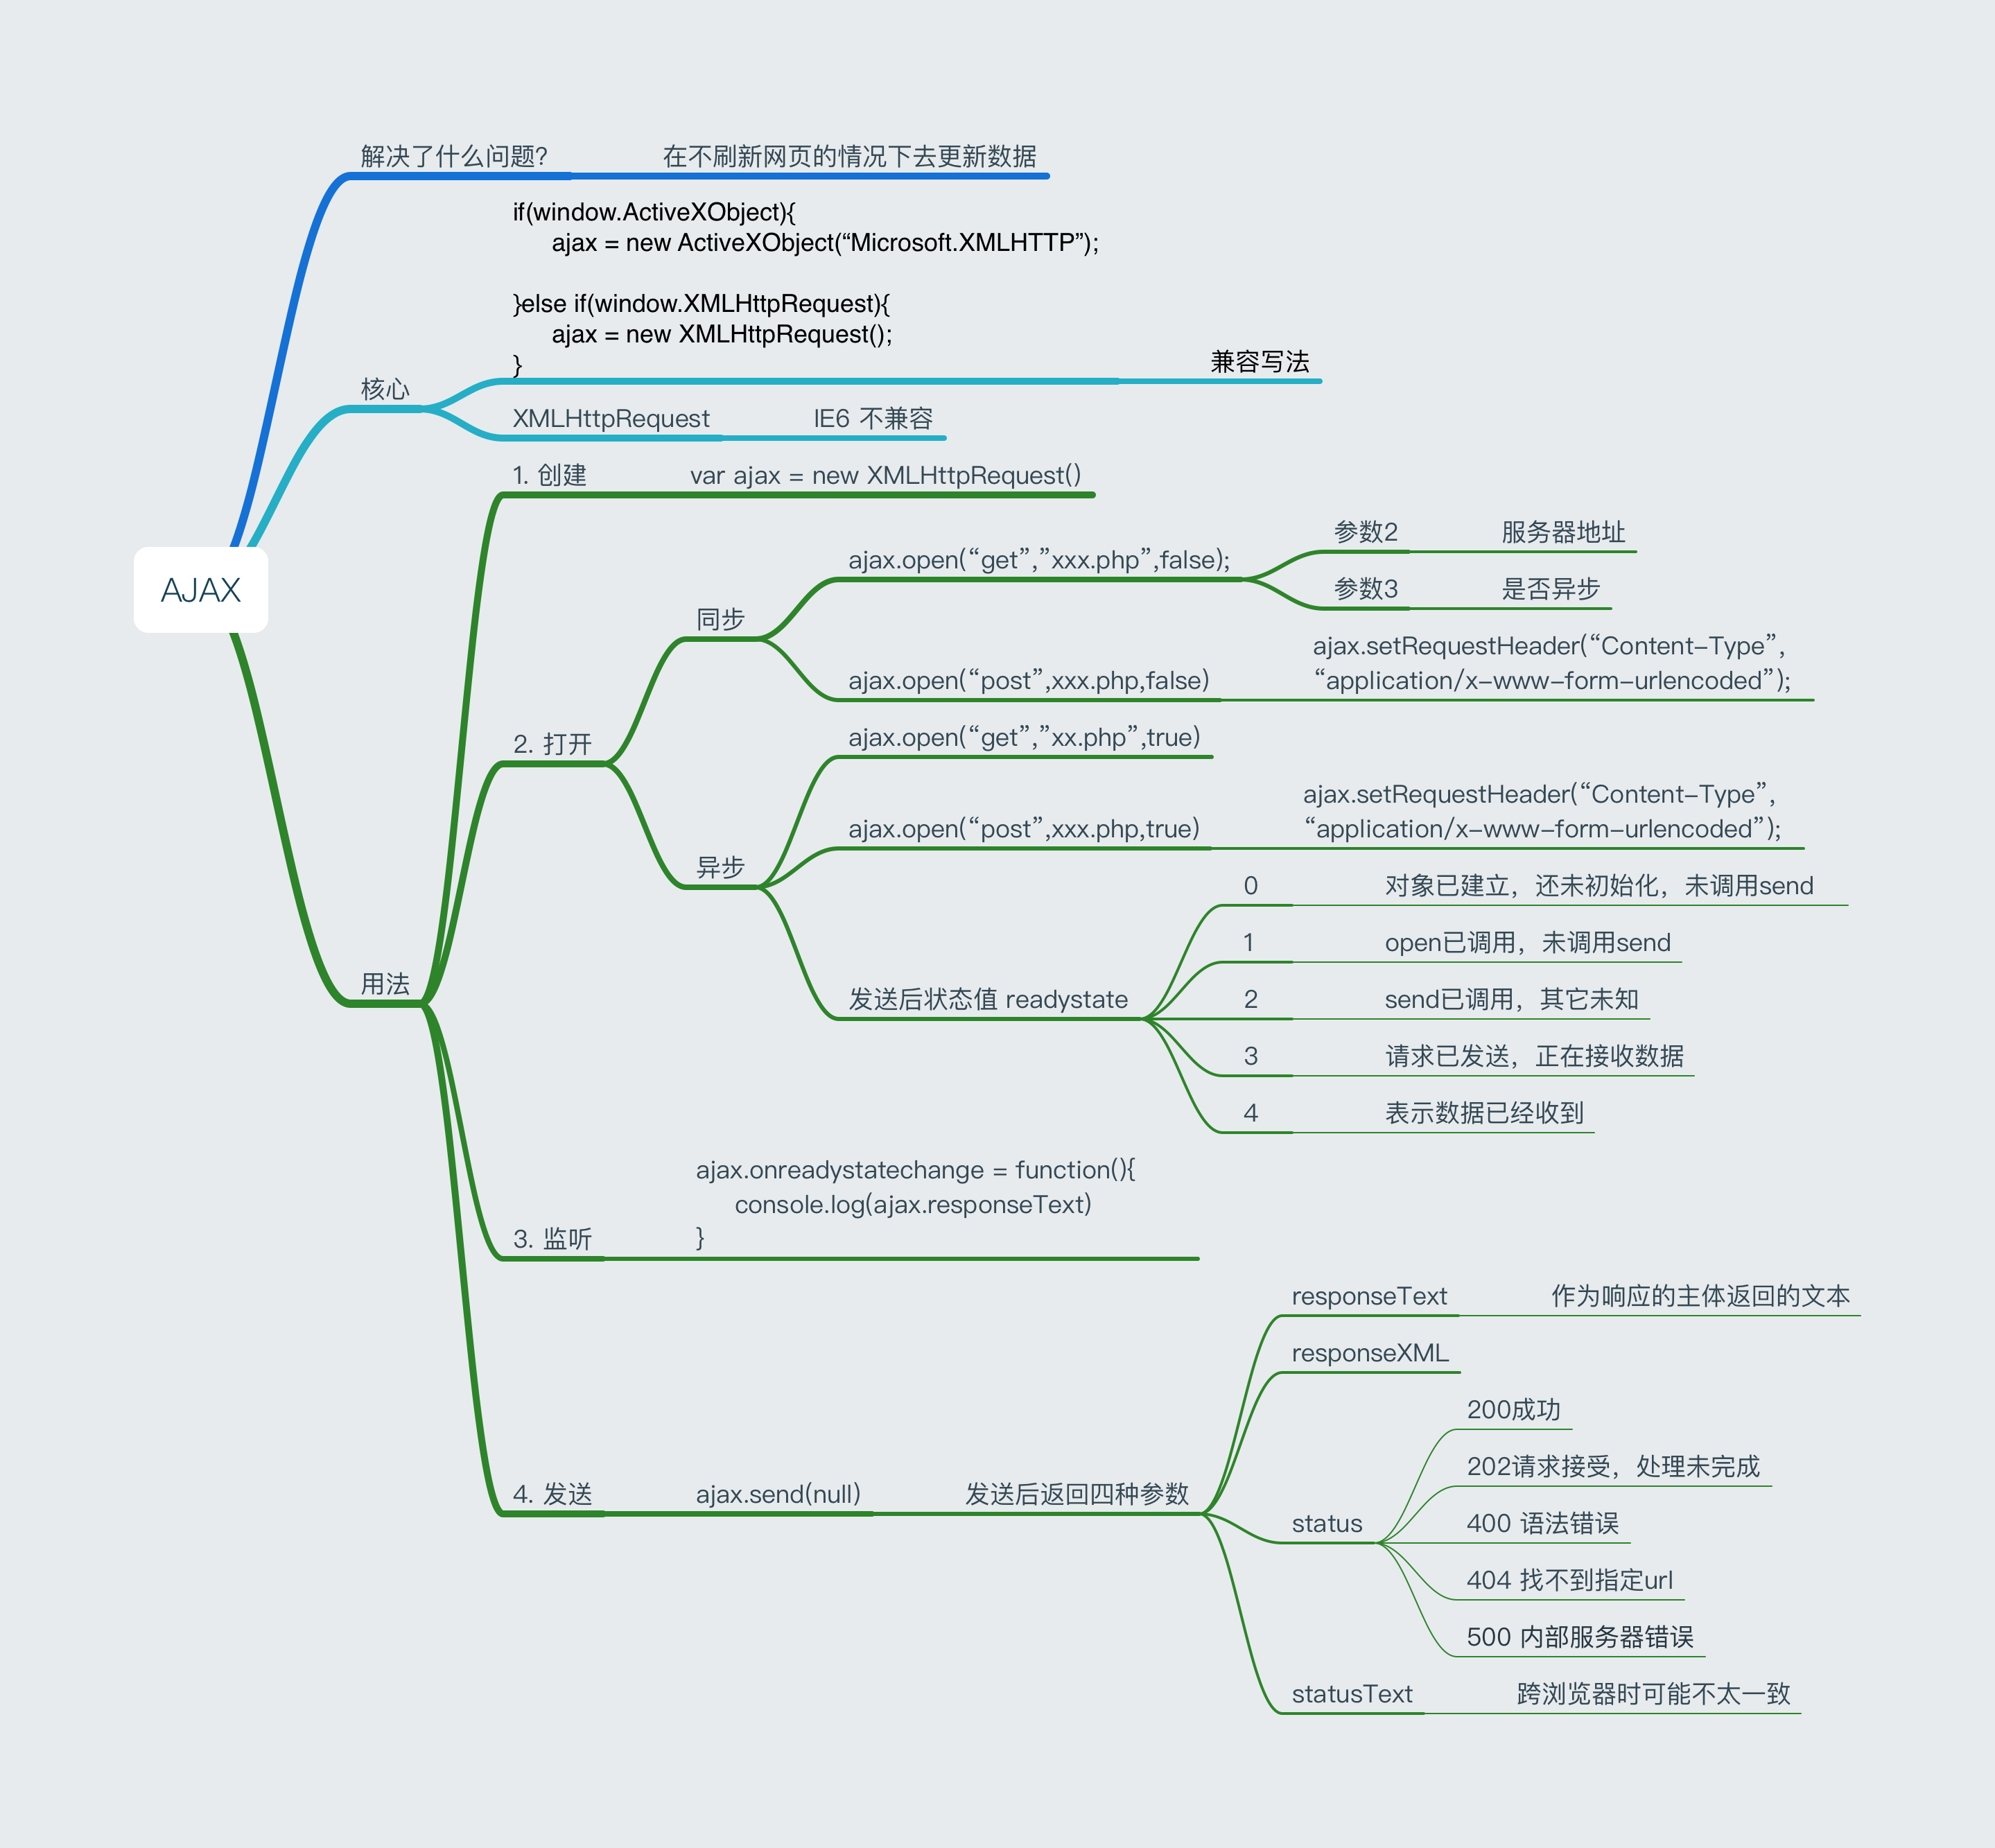 解决了什么问题？
在不刷新网页的情况下去更新数据
if(window.ActiveXObject){
ajax = new ActiveXObject(“Microsoft.XMLHTTP”);
}else if(window.XMLHttpRequest){
ajax = new XMLHttpRequest();
}
兼容写法
核心
XMLHttpRequest
IE6 不兼容
1. 创建
var ajax = new XMLHttpRequest()
AJAX
参数2
服务器地址
ajax.open(“get”,”xxx.php”,false);
参数3
是否异步
同步
ajax.setRequestHeader(“Content-Type”,
“application/x-www-form-urlencoded”);
ajax.open(“post”,xxx.php,false)
2. 打开
ajax.open(“get”,”xx.php”,true)
ajax.setRequestHeader(“Content-Type”,
“application/x-www-form-urlencoded”);
ajax.open(“post”,xxx.php,true)
异步
0
对象已建立，还未初始化，未调用send
1
open已调用，未调用send
发送后状态值 readystate
2
send已调用，其它未知
3
请求已发送，正在接收数据
4
表示数据已经收到
用法
ajax.onreadystatechange = function(){
console.log(ajax.responseText)
}
3. 监听
responseText
作为响应的主体返回的文本
responseXML
4. 发送
ajax.send(null)
发送后返回四种参数
status
200成功
202请求接受，处理未完成
400 语法错误
404 找不到指定url
500 内部服务器错误
statusText
跨浏览器时可能不太一致